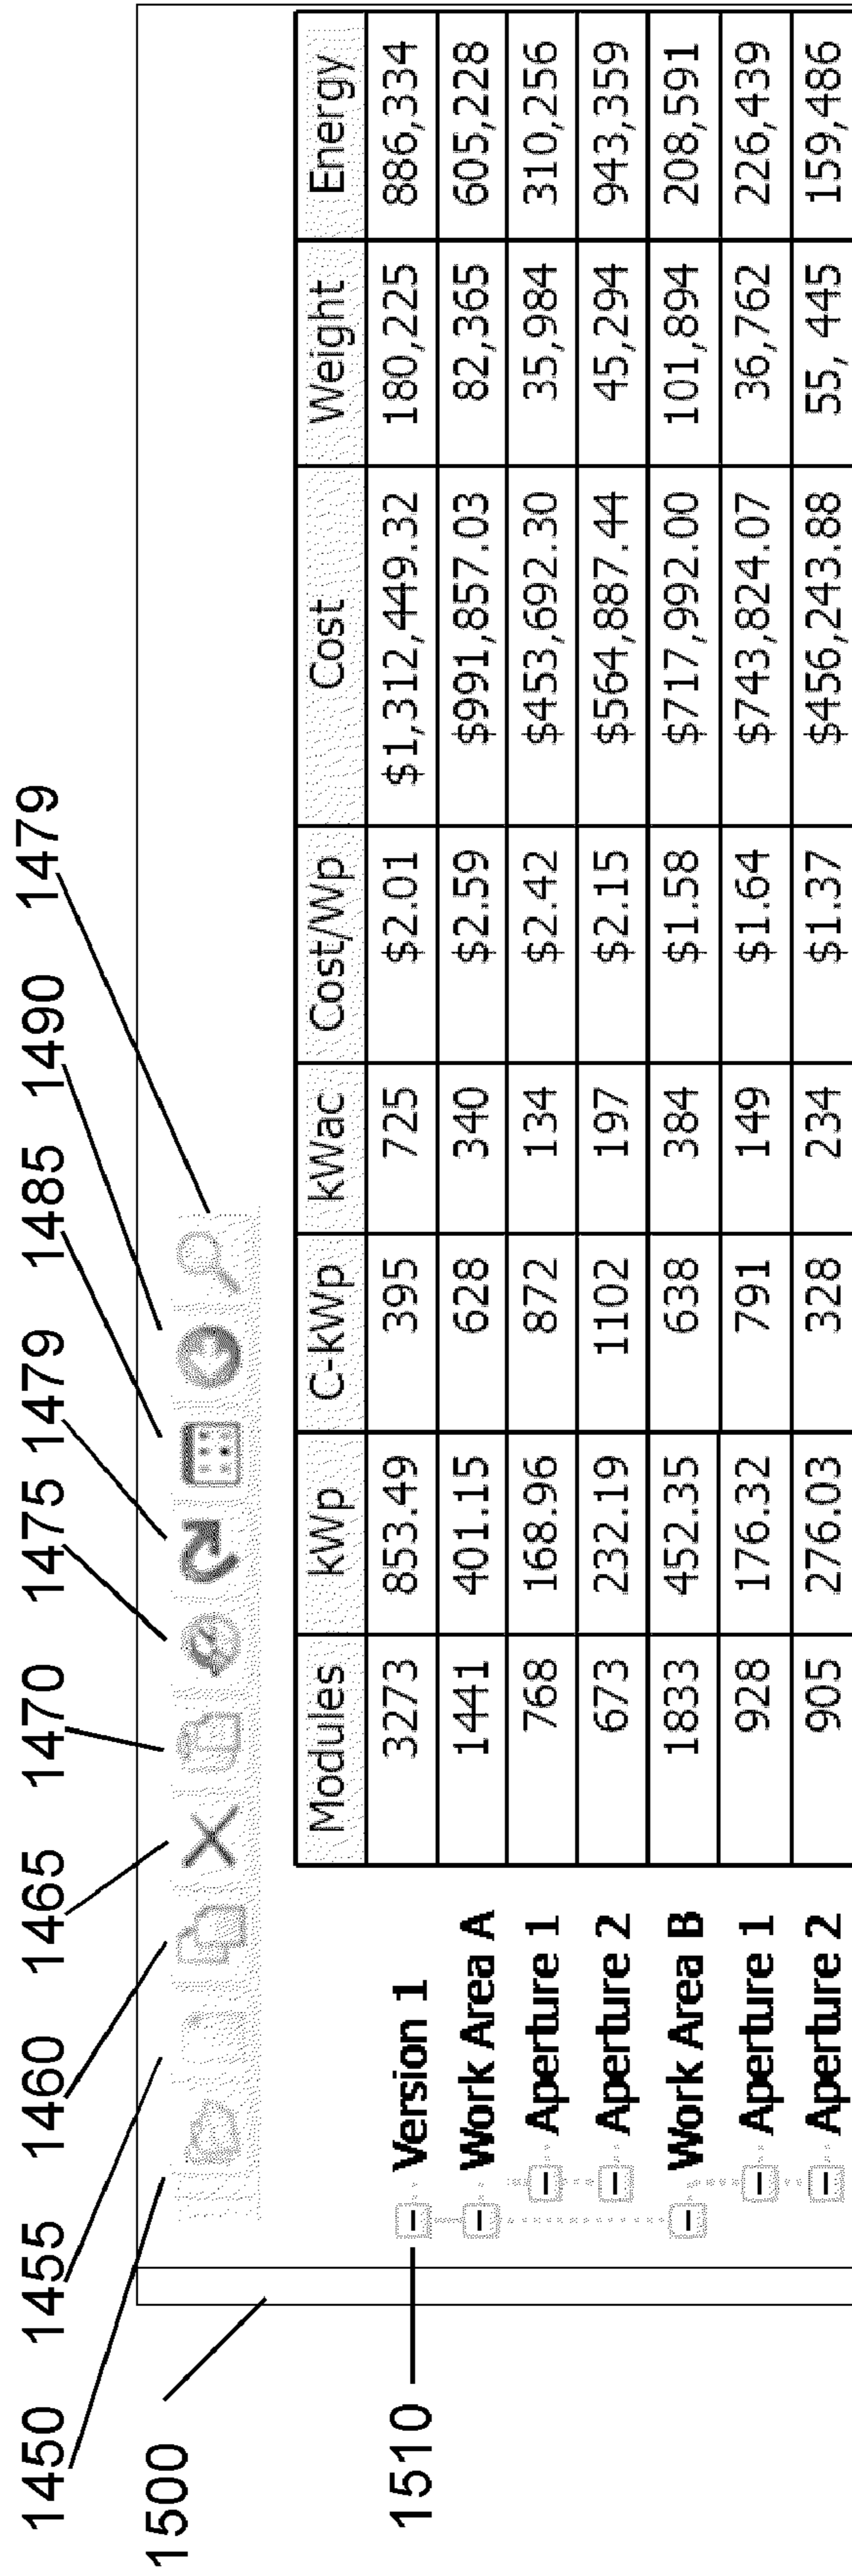 1450 1455 1460 1465 1470 1475 1479 1485 1490 1479
1500
Modules kWp C-kWp kWac Cost/Wp Cost Weight Energy
1510 Version 1 3273 853.49 395 725 $2.01 $1,312,449.32 180,225 886,334
Work Area A 1441 401.15 628 340 $2.59 $991,857.03 82,365 605,228
Aperture 1 768 168.96 872 134 $2.42 $453,692.30 35,984 310,256
Aperture 2 673 232.19 1102 197 $2.15 $564,887.44 45,294 943,359
Work Area B 1833 452.35 638 384 $1.58 $717,992.00 101,894 208,591
Aperture 1 928 176.32 791 149 $1.64 $743,824.07 36,762 226,439
Aperture 2 905 276.03 328 234 $1.37 $456,243.88 55, 445 159,486